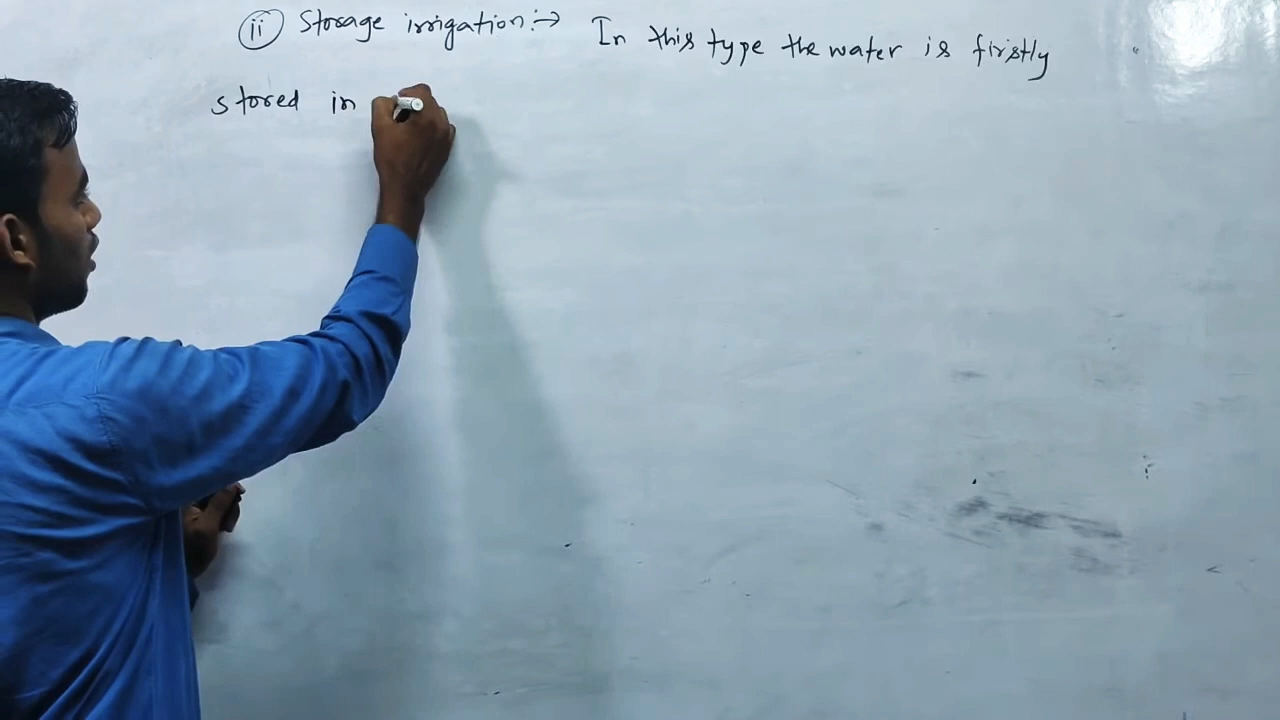 ii Storage irrigation :→ In this type the water is firstly
stored in